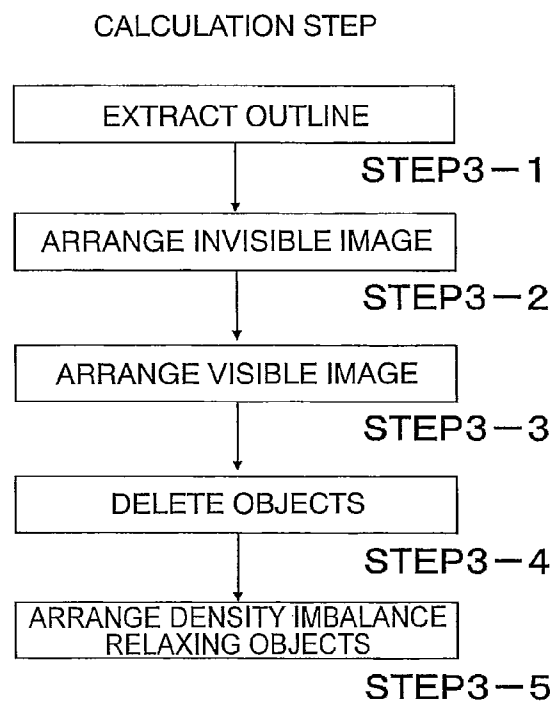 CALCULATION STEP
EXTRACT OUTLINE
STEP3－1
ARRANGE INVISIBLE IMAGE
STEP3－2
ARRANGE VISIBLE IMAGE
STEP3－3
DELETE OBJECTS
STEP3－4
ARRANGE DENSITY IMBALANCE
RELAXING OBJECTS
STEP3－5